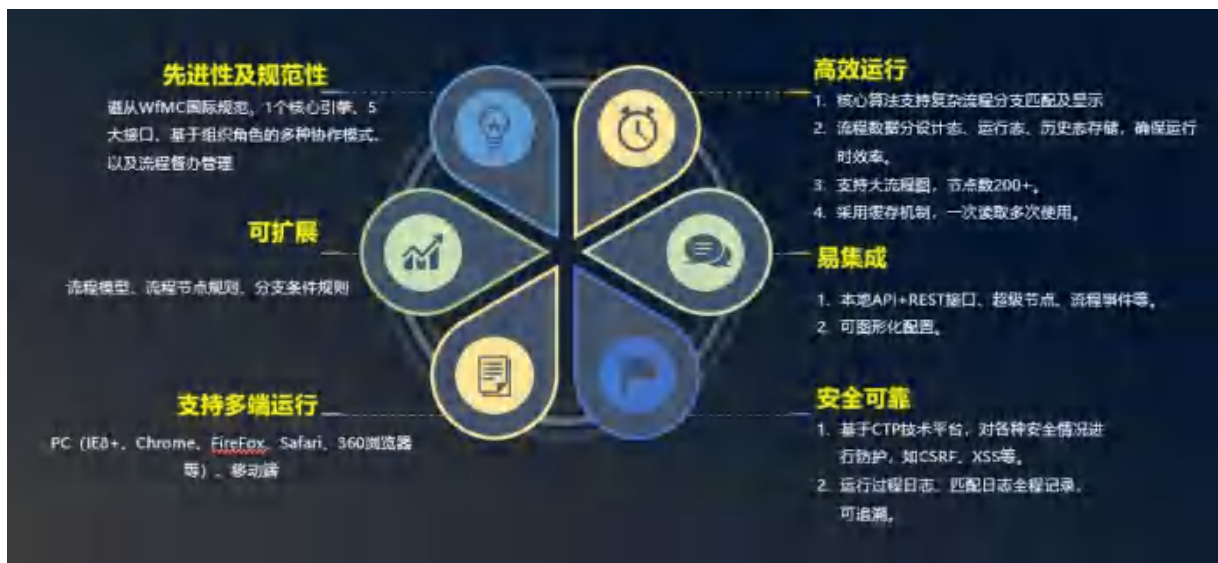 先进性及规范性
遵从WfMC国际规范，1个核心引擎、5
大接口、基于组织角色的多种协作模式、
以及流程督办管理
可扩展
流程模型、流程节点规则、分支条件规则
支持多端运行
PC（IE8+、Chrome、FireFox、Safari、360浏览器
等）、移动端
高效运行
1. 核心算法支持复杂流程分支匹配及显示
2. 流程数据分设计态、运行态、历史态存储，确保运行
时效率。
3. 支持大流程图，节点数200+。
4. 采用缓存机制，一次读取多次使用。
易集成
1. 本地API+REST接口、超级节点、流程事件等。
2. 可图形化配置。
安全可靠
1. 基于CTP技术平台，对各种安全情况进
行防护，如CSRF、XSS等。
2. 运行过程日志、匹配日志全程记录，
可追溯。